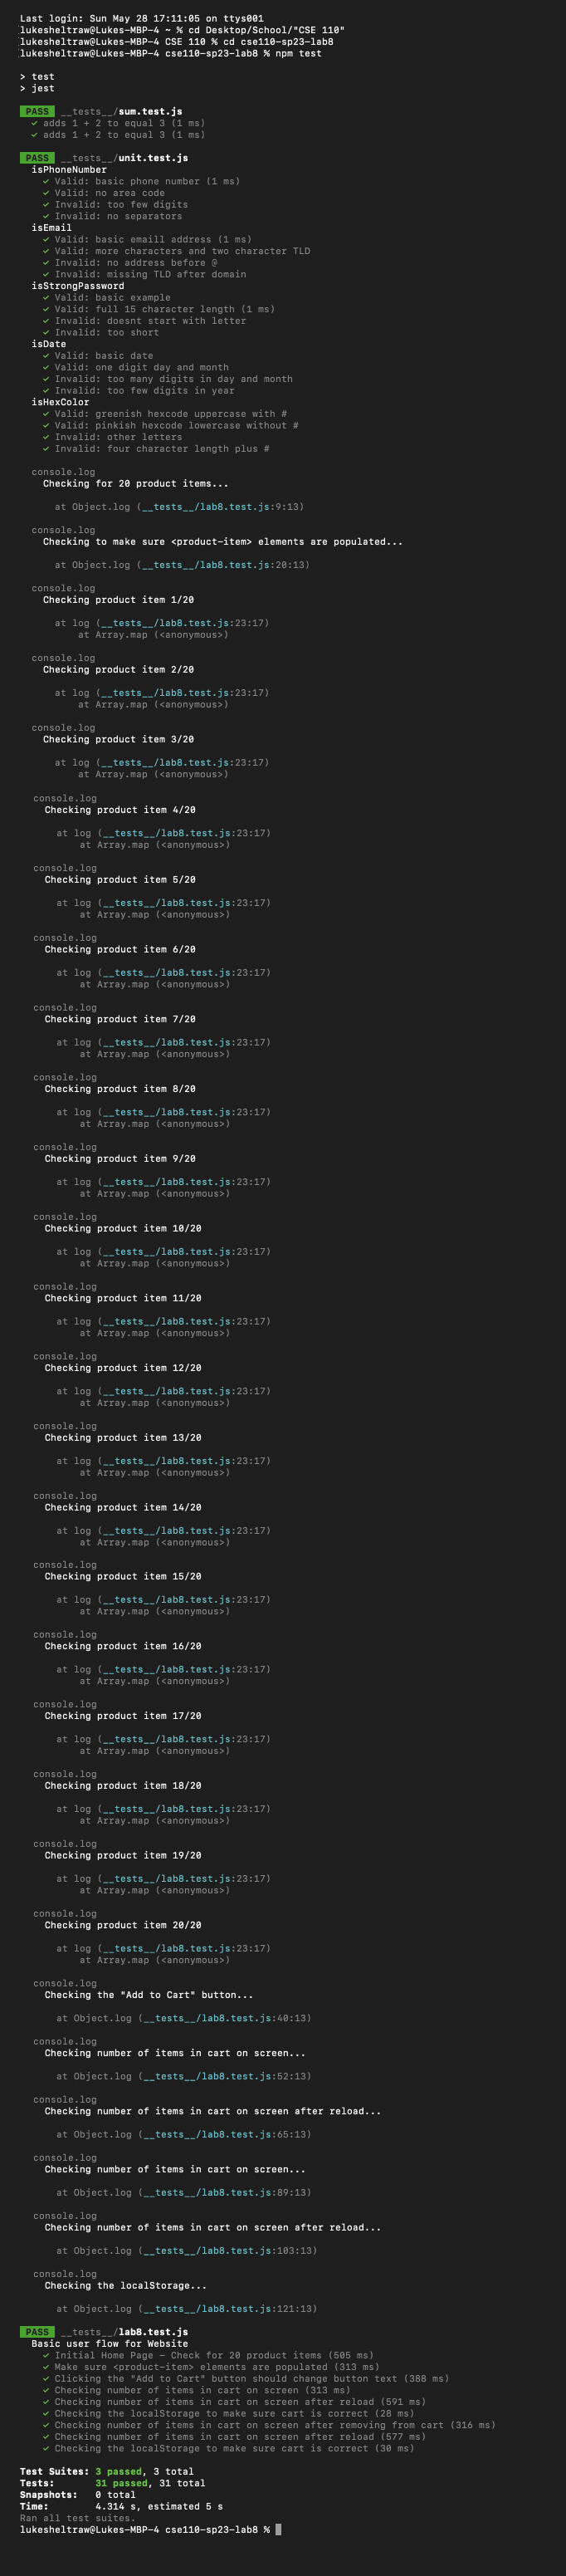 Last login: Sun May 28 17:11:05 on ttys001
lukesheltraw@Lukes-MBP-4 ~ % cd Desktop/School/"CSE 110"
lukesheltraw@Lukes-MBP-4 CSE 110 % cd cse110-sp23-lab8
lukesheltraw@Lukes-MBP-4 cse110-sp23-lab8 % npm test
> test
> jest
PASS __tests__/sum.test.js
✓ adds 1 + 2 to equal 3 (1 ms)
✓ adds 1 + 2 to equal 3 (1 ms)
PASS __tests__/unit.test.js
isPhoneNumber
✓ Valid: basic phone number (1 ms)
✓ Valid: no area code
✓ Invalid: too few digits
✓ Invalid: no separators
isEmail
✓ Valid: basic emaill address (1 ms)
✓ Valid: more characters and two character TLD
✓ Invalid: no address before @
✓ Invalid: missing TLD after domain
isStrongPassword
✓ Valid: basic example
✓ Valid: full 15 character length (1 ms)
✓ Invalid: doesnt start with letter
✓ Invalid: too short
isDate
✓ Valid: basic date
✓ Valid: one digit day and month
✓ Invalid: too many digits in day and month
✓ Invalid: too few digits in year
isHexColor
✓ Valid: greenish hexcode uppercase with #
✓ Valid: pinkish hexcode lowercase without #
✓ Invalid: other letters
✓ Invalid: four character length plus #
console.log
Checking for 20 product items...
at Object.log (__tests__/lab8.test.js:9:13)
console.log
Checking to make sure <product-item> elements are populated...
at Object.log (__tests__/lab8.test.js:20:13)
console.log
Checking product item 1/20
at log (__tests__/lab8.test.js:23:17)
at Array.map (<anonymous>)
console.log
Checking product item 2/20
at log (__tests__/lab8.test.js:23:17)
at Array.map (<anonymous>)
console.log
Checking product item 3/20
at log (__tests__/lab8.test.js:23:17)
at Array.map (<anonymous>)
console.log
Checking product item 4/20
at log (__tests__/lab8.test.js:23:17)
at Array.map (<anonymous>)
console.log
Checking product item 5/20
at log (__tests__/lab8.test.js:23:17)
at Array.map (<anonymous>)
console.log
Checking product item 6/20
at log (__tests__/lab8.test.js:23:17)
at Array.map (<anonymous>)
console.log
Checking product item 7/20
at log (__tests__/lab8.test.js:23:17)
at Array.map (<anonymous>)
console.log
Checking product item 8/20
at log (__tests__/lab8.test.js:23:17)
at Array.map (<anonymous>)
console.log
Checking product item 9/20
at log (__tests__/lab8.test.js:23:17)
at Array.map (<anonymous>)
console.log
Checking product item 10/20
at log (__tests__/lab8.test.js:23:17)
at Array.map (<anonymous>)
console.log
Checking product item 11/20
at log (__tests__/lab8.test.js:23:17)
at Array.map (<anonymous>)
console.log
Checking product item 12/20
at log (__tests__/lab8.test.js:23:17)
at Array.map (<anonymous>)
console.log
Checking product item 13/20
at log (__tests__/lab8.test.js:23:17)
at Array.map (<anonymous>)
console.log
Checking product item 14/20
at log (__tests__/lab8.test.js:23:17)
at Array.map (<anonymous>)
console.log
Checking product item 15/20
at log (__tests__/lab8.test.js:23:17)
at Array.map (<anonymous>)
console.log
Checking product item 16/20
at log (__tests__/lab8.test.js:23:17)
at Array.map (<anonymous>)
console.log
Checking product item 17/20
at log (__tests__/lab8.test.js:23:17)
at Array.map (<anonymous>)
console.log
Checking product item 18/20
at log (__tests__/lab8.test.js:23:17)
at Array.map (<anonymous>)
console.log
Checking product item 19/20
at log (__tests__/lab8.test.js:23:17)
at Array.map (<anonymous>)
console.log
Checking product item 20/20
at log (__tests__/lab8.test.js:23:17)
at Array.map (<anonymous>)
console.log
Checking the "Add to Cart" button...
at Object.log (__tests__/lab8.test.js:40:13)
console.log
Checking number of items in cart on screen...
at Object.log (__tests__/lab8.test.js:52:13)
console.log
Checking number of items in cart on screen after reload...
at Object.log (__tests__/lab8.test.js:65:13)
console.log
Checking number of items in cart on screen...
at Object.log (__tests__/lab8.test.js:89:13)
console.log
Checking number of items in cart on screen after reload...
at Object.log (__tests__/lab8.test.js:103:13)
console.log
Checking the localStorage...
at Object.log (__tests__/lab8.test.js:121:13)
PASS __tests__/lab8.test.js
Basic user flow for Website
✓ Initial Home Page - Check for 20 product items (505 ms)
✓ Make sure <product-item> elements are populated (313 ms)
✓ Clicking the "Add to Cart" button should change button text (388 ms)
✓ Checking number of items in cart on screen (313 ms)
✓ Checking number of items in cart on screen after reload (591 ms)
✓ Checking the localStorage to make sure cart is correct (28 ms)
✓ Checking number of items in cart on screen after removing from cart (316 ms)
✓ Checking number of items in cart on screen after reload (577 ms)
✓ Checking the localStorage to make sure cart is correct (30 ms)
Test Suites: 3 passed, 3 total
Tests: 31 passed, 31 total
Snapshots: 0 total
Time: 4.314 s, estimated 5 s
Ran all test suites.
lukesheltraw@Lukes-MBP-4 cse110-sp23-lab8 %